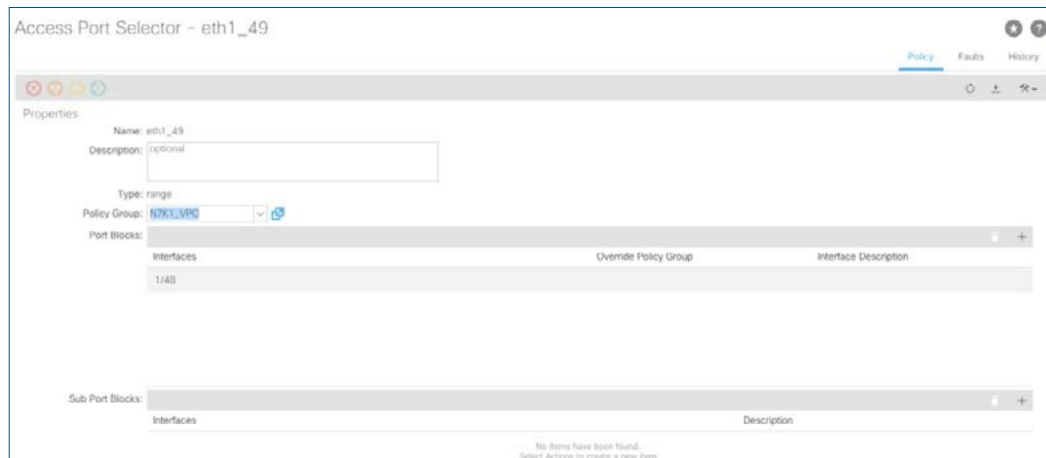 Access Port Selector - eth1_49
Policy Faults History
Properties
Name: eth1_49
Description: optional
Type: range
Policy Group: N7K1_VPC
Port Blocks:
Interfaces Override Policy Group Interface Description
1/48
Sub Port Blocks:
Interfaces Description
No items have been found.
Select Actions to create a new item.